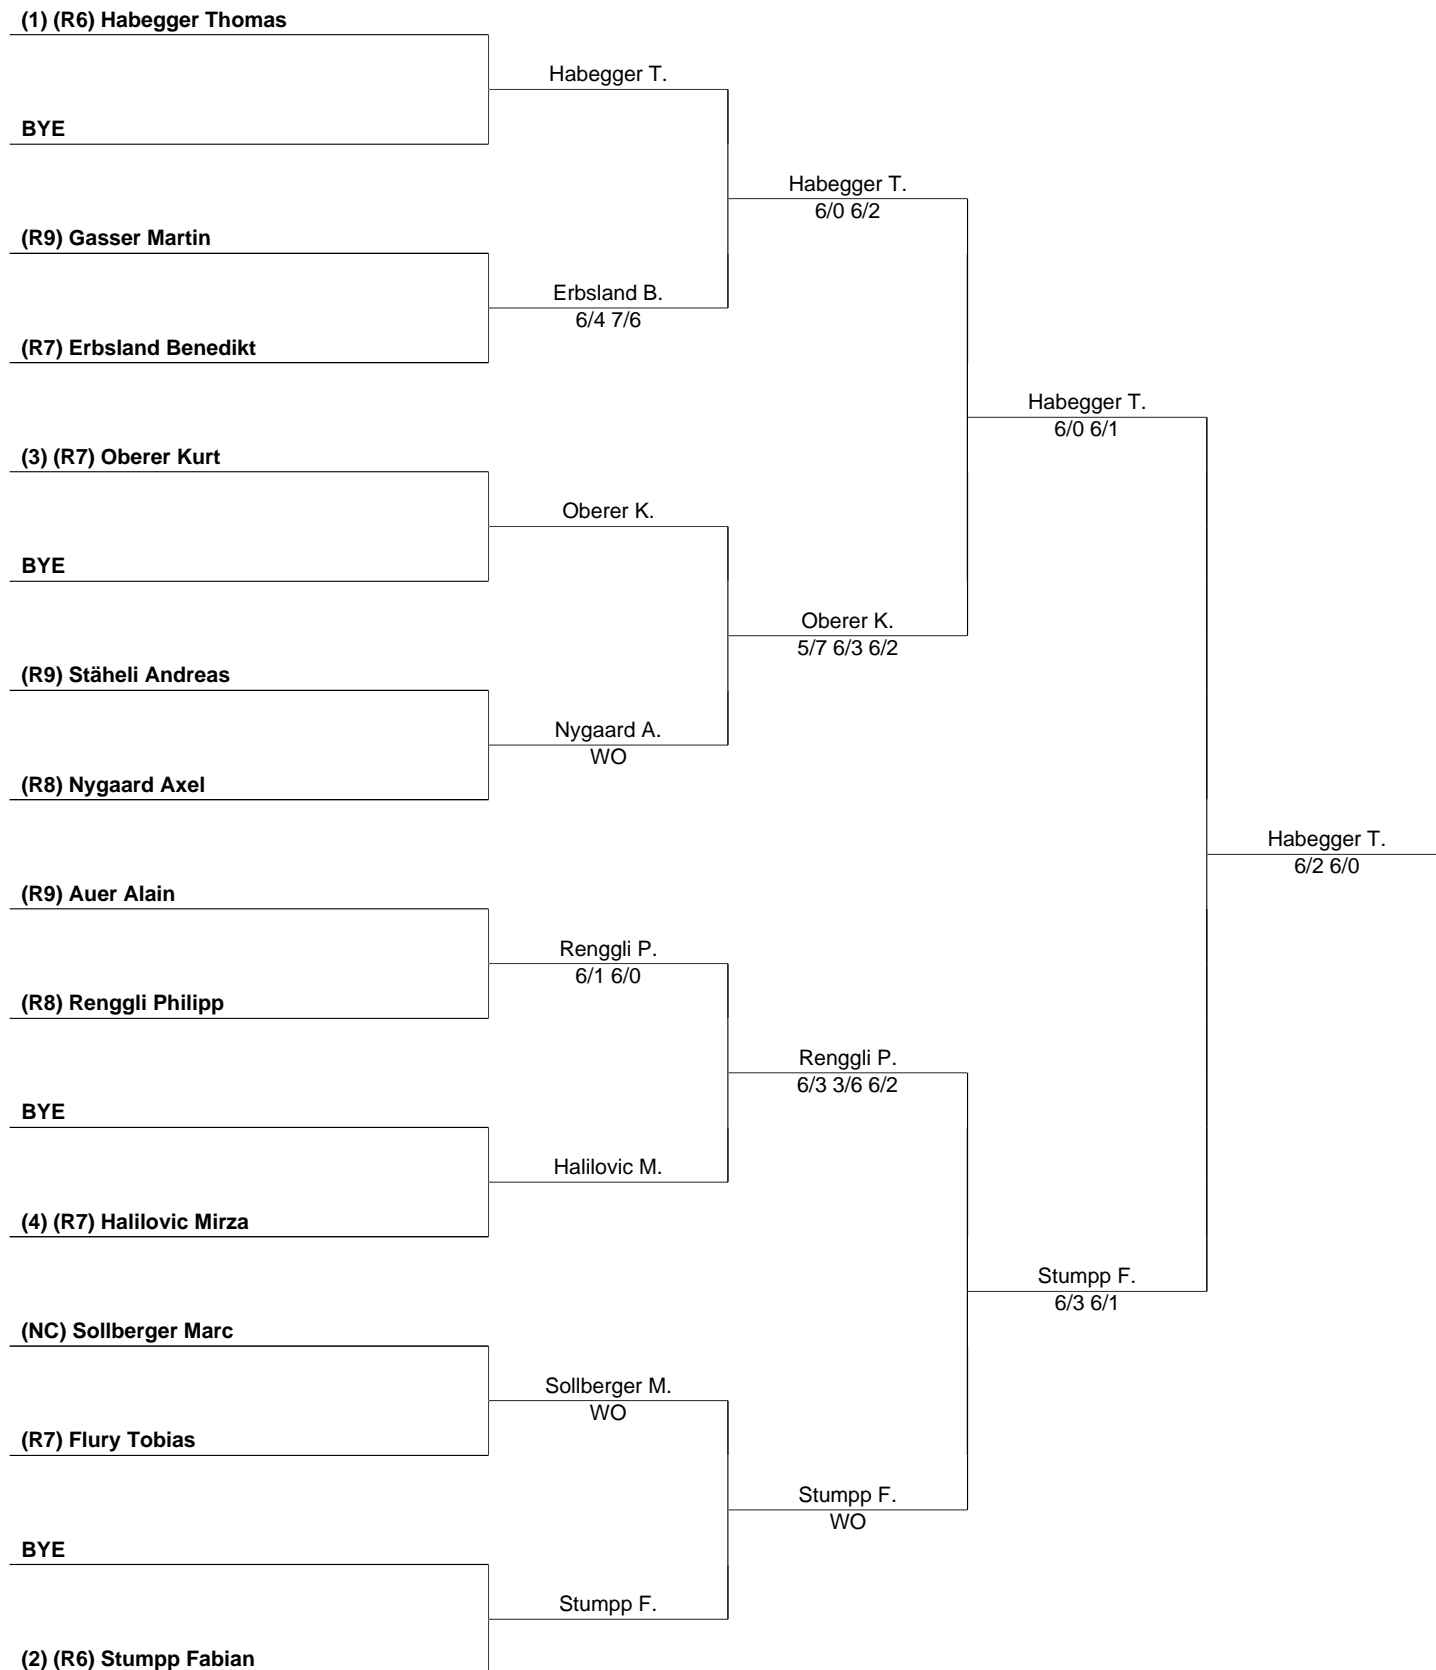 (1) (R6) Habegger Thomas
Habegger T.
BYE
Habegger T.
6/0 6/2
(R9) Gasser Martin
Erbsland B.
6/4 7/6
(R7) Erbsland Benedikt
Habegger T.
6/0 6/1
(3) (R7) Oberer Kurt
Oberer K.
BYE
Oberer K.
5/7 6/3 6/2
(R9) Stäheli Andreas
Nygaard A.
WO
(R8) Nygaard Axel
Habegger T.
6/2 6/0
(R9) Auer Alain
Renggli P.
6/1 6/0
(R8) Renggli Philipp
Renggli P.
6/3 3/6 6/2
BYE
Halilovic M.
(4) (R7) Halilovic Mirza
Stumpp F.
6/3 6/1
(NC) Sollberger Marc
Sollberger M.
WO
(R7) Flury Tobias
Stumpp F.
WO
BYE
Stumpp F.
(2) (R6) Stumpp Fabian